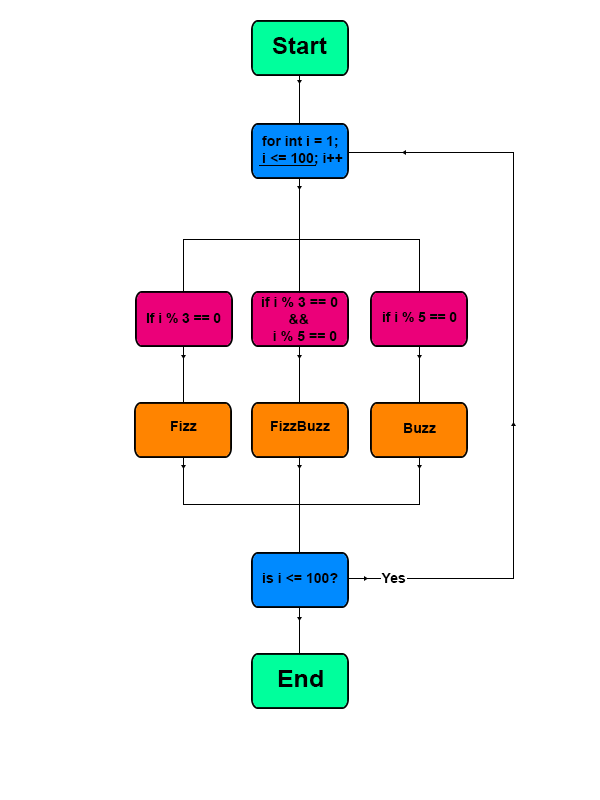 Start
for int i = 1;
i <= 100; i++
If i % 3 == 0
if i % 3 == 0
&&
i % 5 == 0
if i % 5 == 0
Fizz
FizzBuzz
Buzz
is i <= 100?
Yes
End